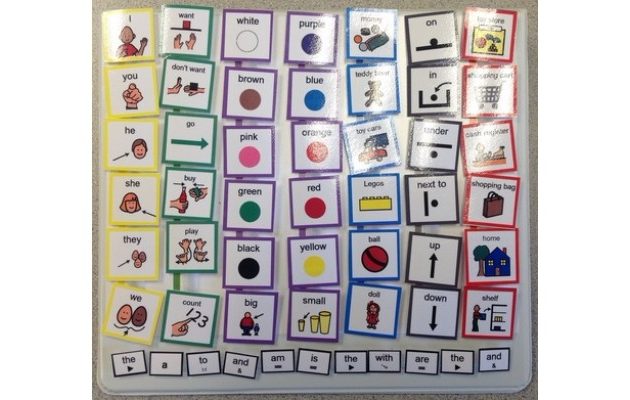 I want white purple money on toy store
you don't want brown blue teddy bear in shopping cart
he go pink orange toy cars under cash register
she buy green red Legos next to shopping bag
they play black yellow ball up home
we count big small doll down shelf
123
the a to and am is the with are the and
& &